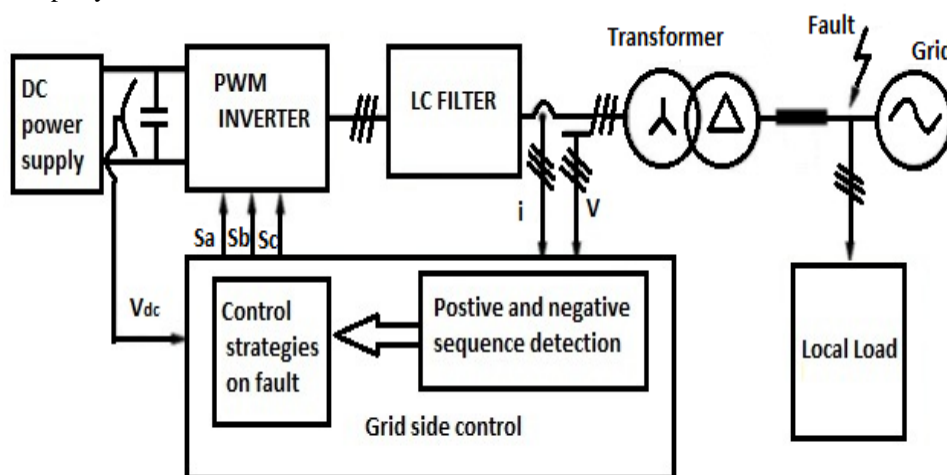 Transformer
Fault
Grid
DC
power
supply
PWM
INVERTER
LC FILTER
Sa Sb Sc
i
V
Vdc
Control
strategies
on fault
Postive and negative
sequence detection
Grid side control
Local Load